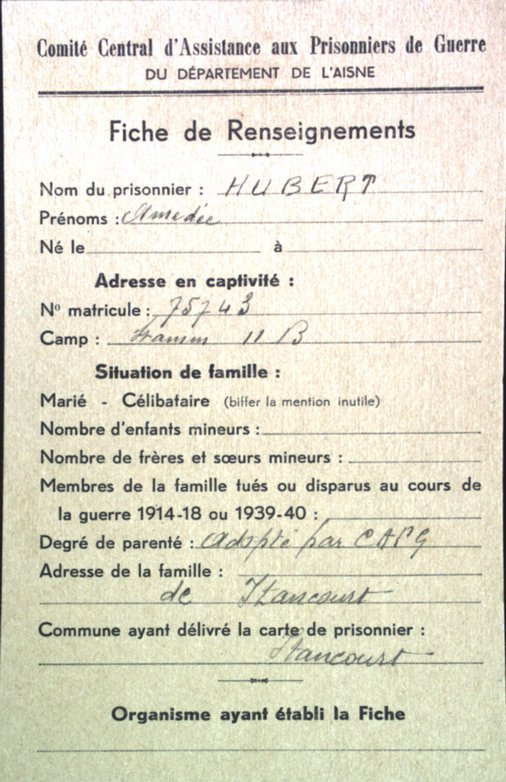 Comité Central d'Assistance aux Prisonniers de Guerre
DU DÉPARTEMENT DE L'AISNE
Fiche de Renseignements
Nom du prisonnier : HUBERT
Prénoms : Amedée
Né le à
Adresse en captivité :
Nº matricule : 75743
Camp : II B
Situation de famille :
Marié - Célibataire (biffer la mention inutile)
Nombre d'enfants mineurs :
Nombre de frères et sœurs mineurs :
Membres de la famille tués ou disparus au cours de
la guerre 1914-18 ou 1939-40 :
Degré de parenté : Adopté par CAPG
Adresse de la famille :
de Itancourt
Commune ayant délivré la carte de prisonnier :
Itancourt
Organisme ayant établi la Fiche